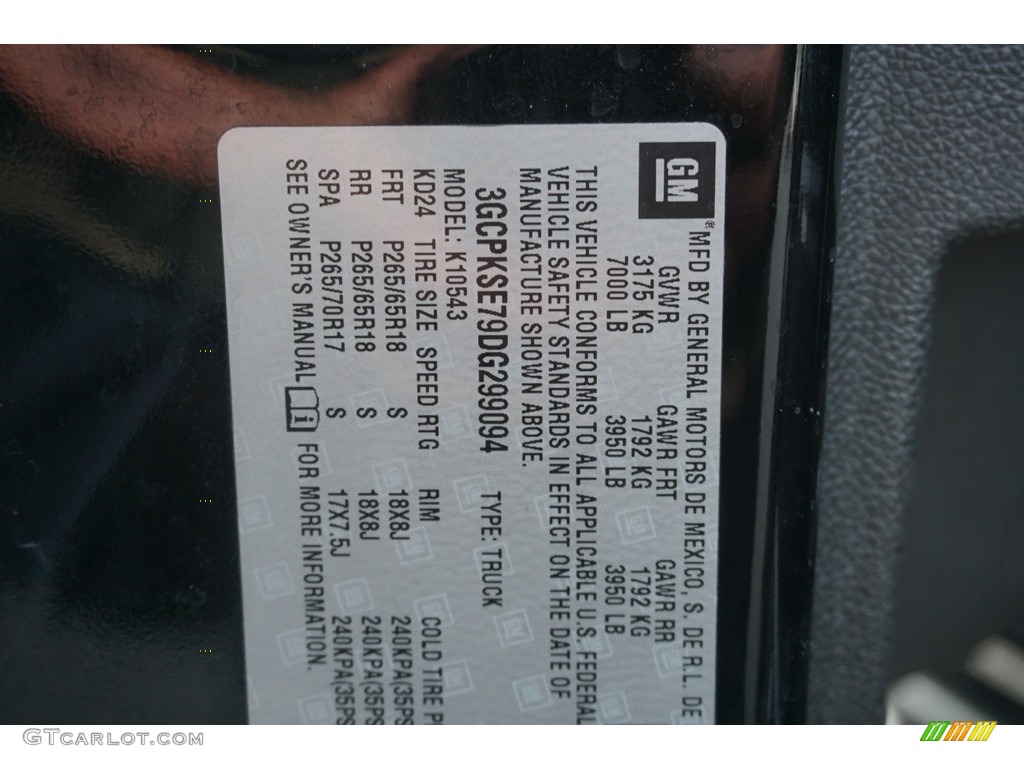 GM
® MFD BY GENERAL MOTORS DE MEXICO, S. DE R.L. DE
GVWR GAWR FRT GAWR RR
3175 KG 1792 KG 1792 KG
7000 LB 3950 LB 3950 LB
THIS VEHICLE CONFORMS TO ALL APPLICABLE U.S. FEDERAL
VEHICLE SAFETY STANDARDS IN EFFECT ON THE DATE OF
MANUFACTURE SHOWN ABOVE.
3GCPKSE79DG299094 TYPE: TRUCK
MODEL: K10543
KD24 TIRE SIZE SPEED RTG RIM COLD TIRE
FRT P265/65R18 S 18X8J 240KPA(35PS
RR P265/65R18 S 18X8J 240KPA(35PS
SPA P265/70R17 S 17X7.5J 240KPA(35PS
SEE OWNER'S MANUAL i FOR MORE INFORMATION.
GTcarlot.com